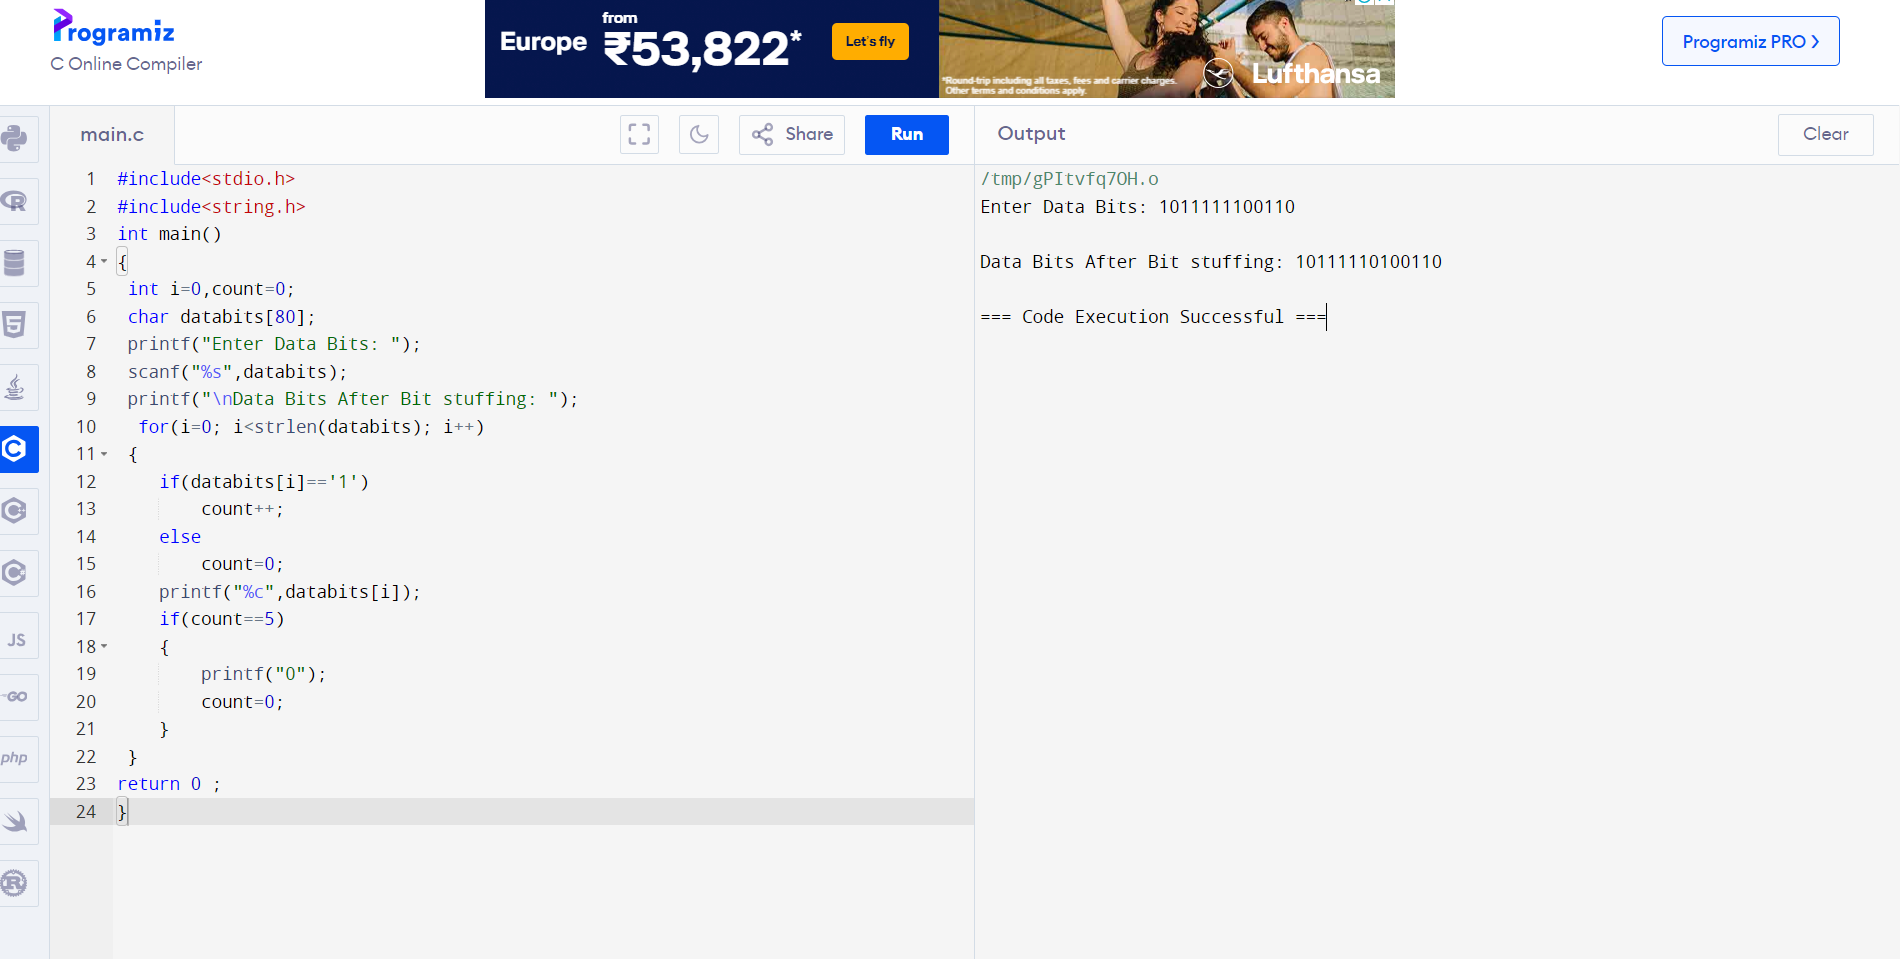 Programiz
C Online Compiler
Europe
from
₹53,822*
Let's fly
*Round-trip including all taxes, fees and carrier charges.
Other terms and conditions apply.
Lufthansa
Programiz PRO
main.c
Share
Run
Output
Clear
1 #include<stdio.h>
2 #include<string.h>
3 int main()
4 {
5 int i=0,count=0;
6 char databits[80];
7 printf("Enter Data Bits: ");
8 scanf("%s",databits);
9 printf("\nData Bits After Bit stuffing: ");
10 for(i=0; i<strlen(databits); i++)
11 {
12 if(databits[i]=='1')
13 count++;
14 else
15 count=0;
16 printf("%c",databits[i]);
17 if(count==5)
18 {
19 printf("0");
20 count=0;
21 }
22 }
23 return 0 ;
24 }
/tmp/gPItvfq7OH.o
Enter Data Bits: 1011111100110
Data Bits After Bit stuffing: 10111110100110
=== Code Execution Successful ===
R
5
C
C
C
JS
GO
php
R